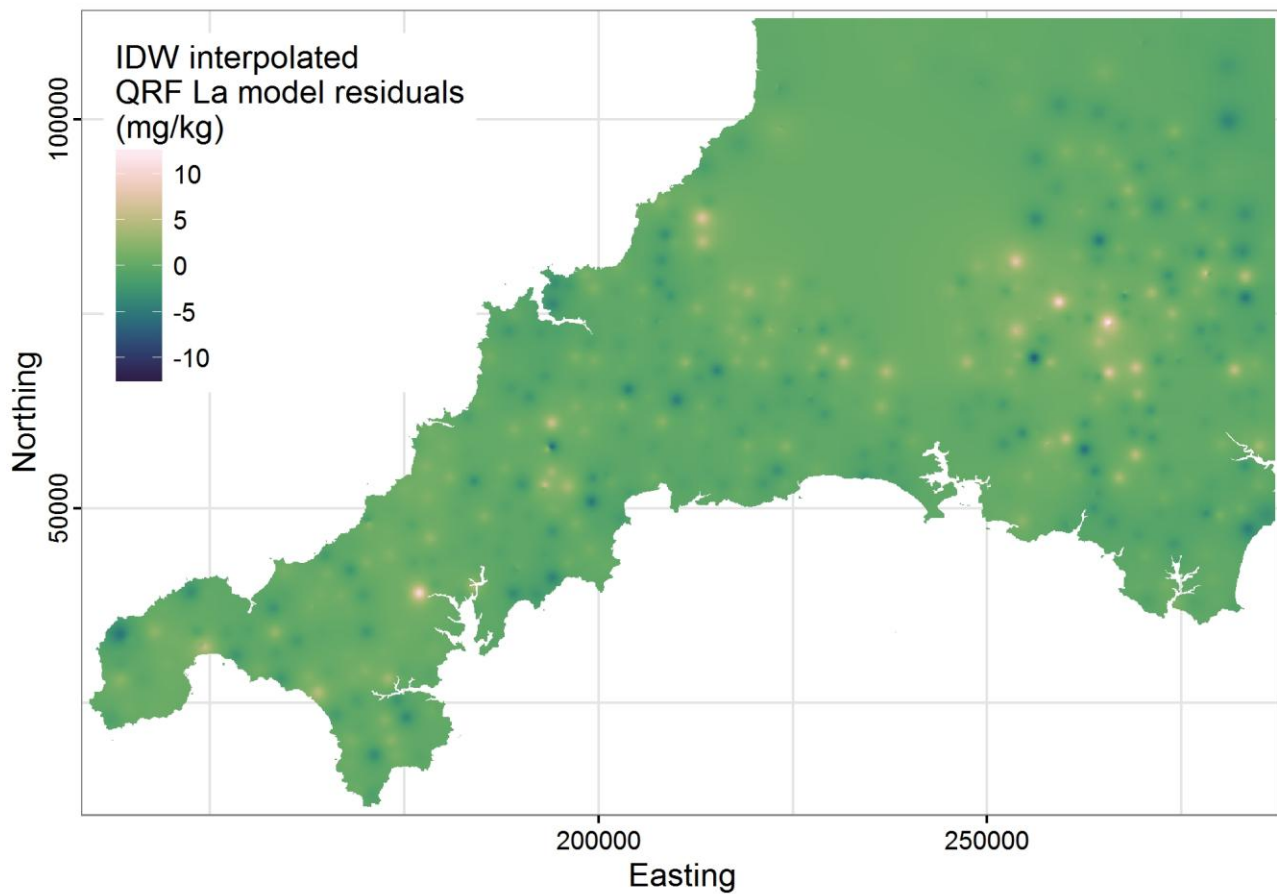 IDW interpolated
QRF La model residuals
(mg/kg)
10
5
0
-5
-10
100000
50000
Northing
200000
250000
Easting